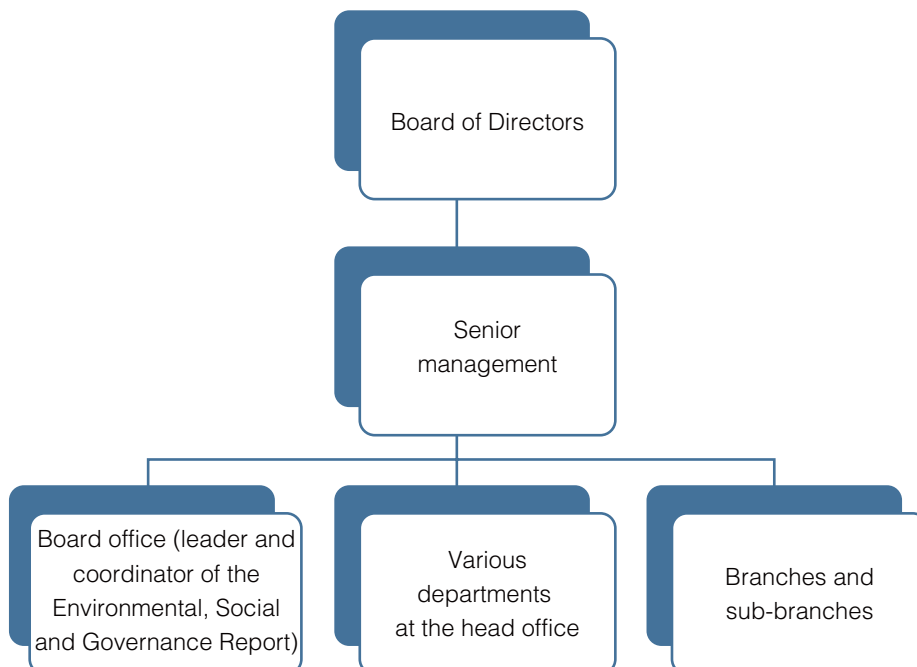 Board of Directors
Senior
management
Board office (leader and
coordinator of the
Environmental, Social
and Governance Report)
Various
departments
at the head office
Branches and
sub-branches